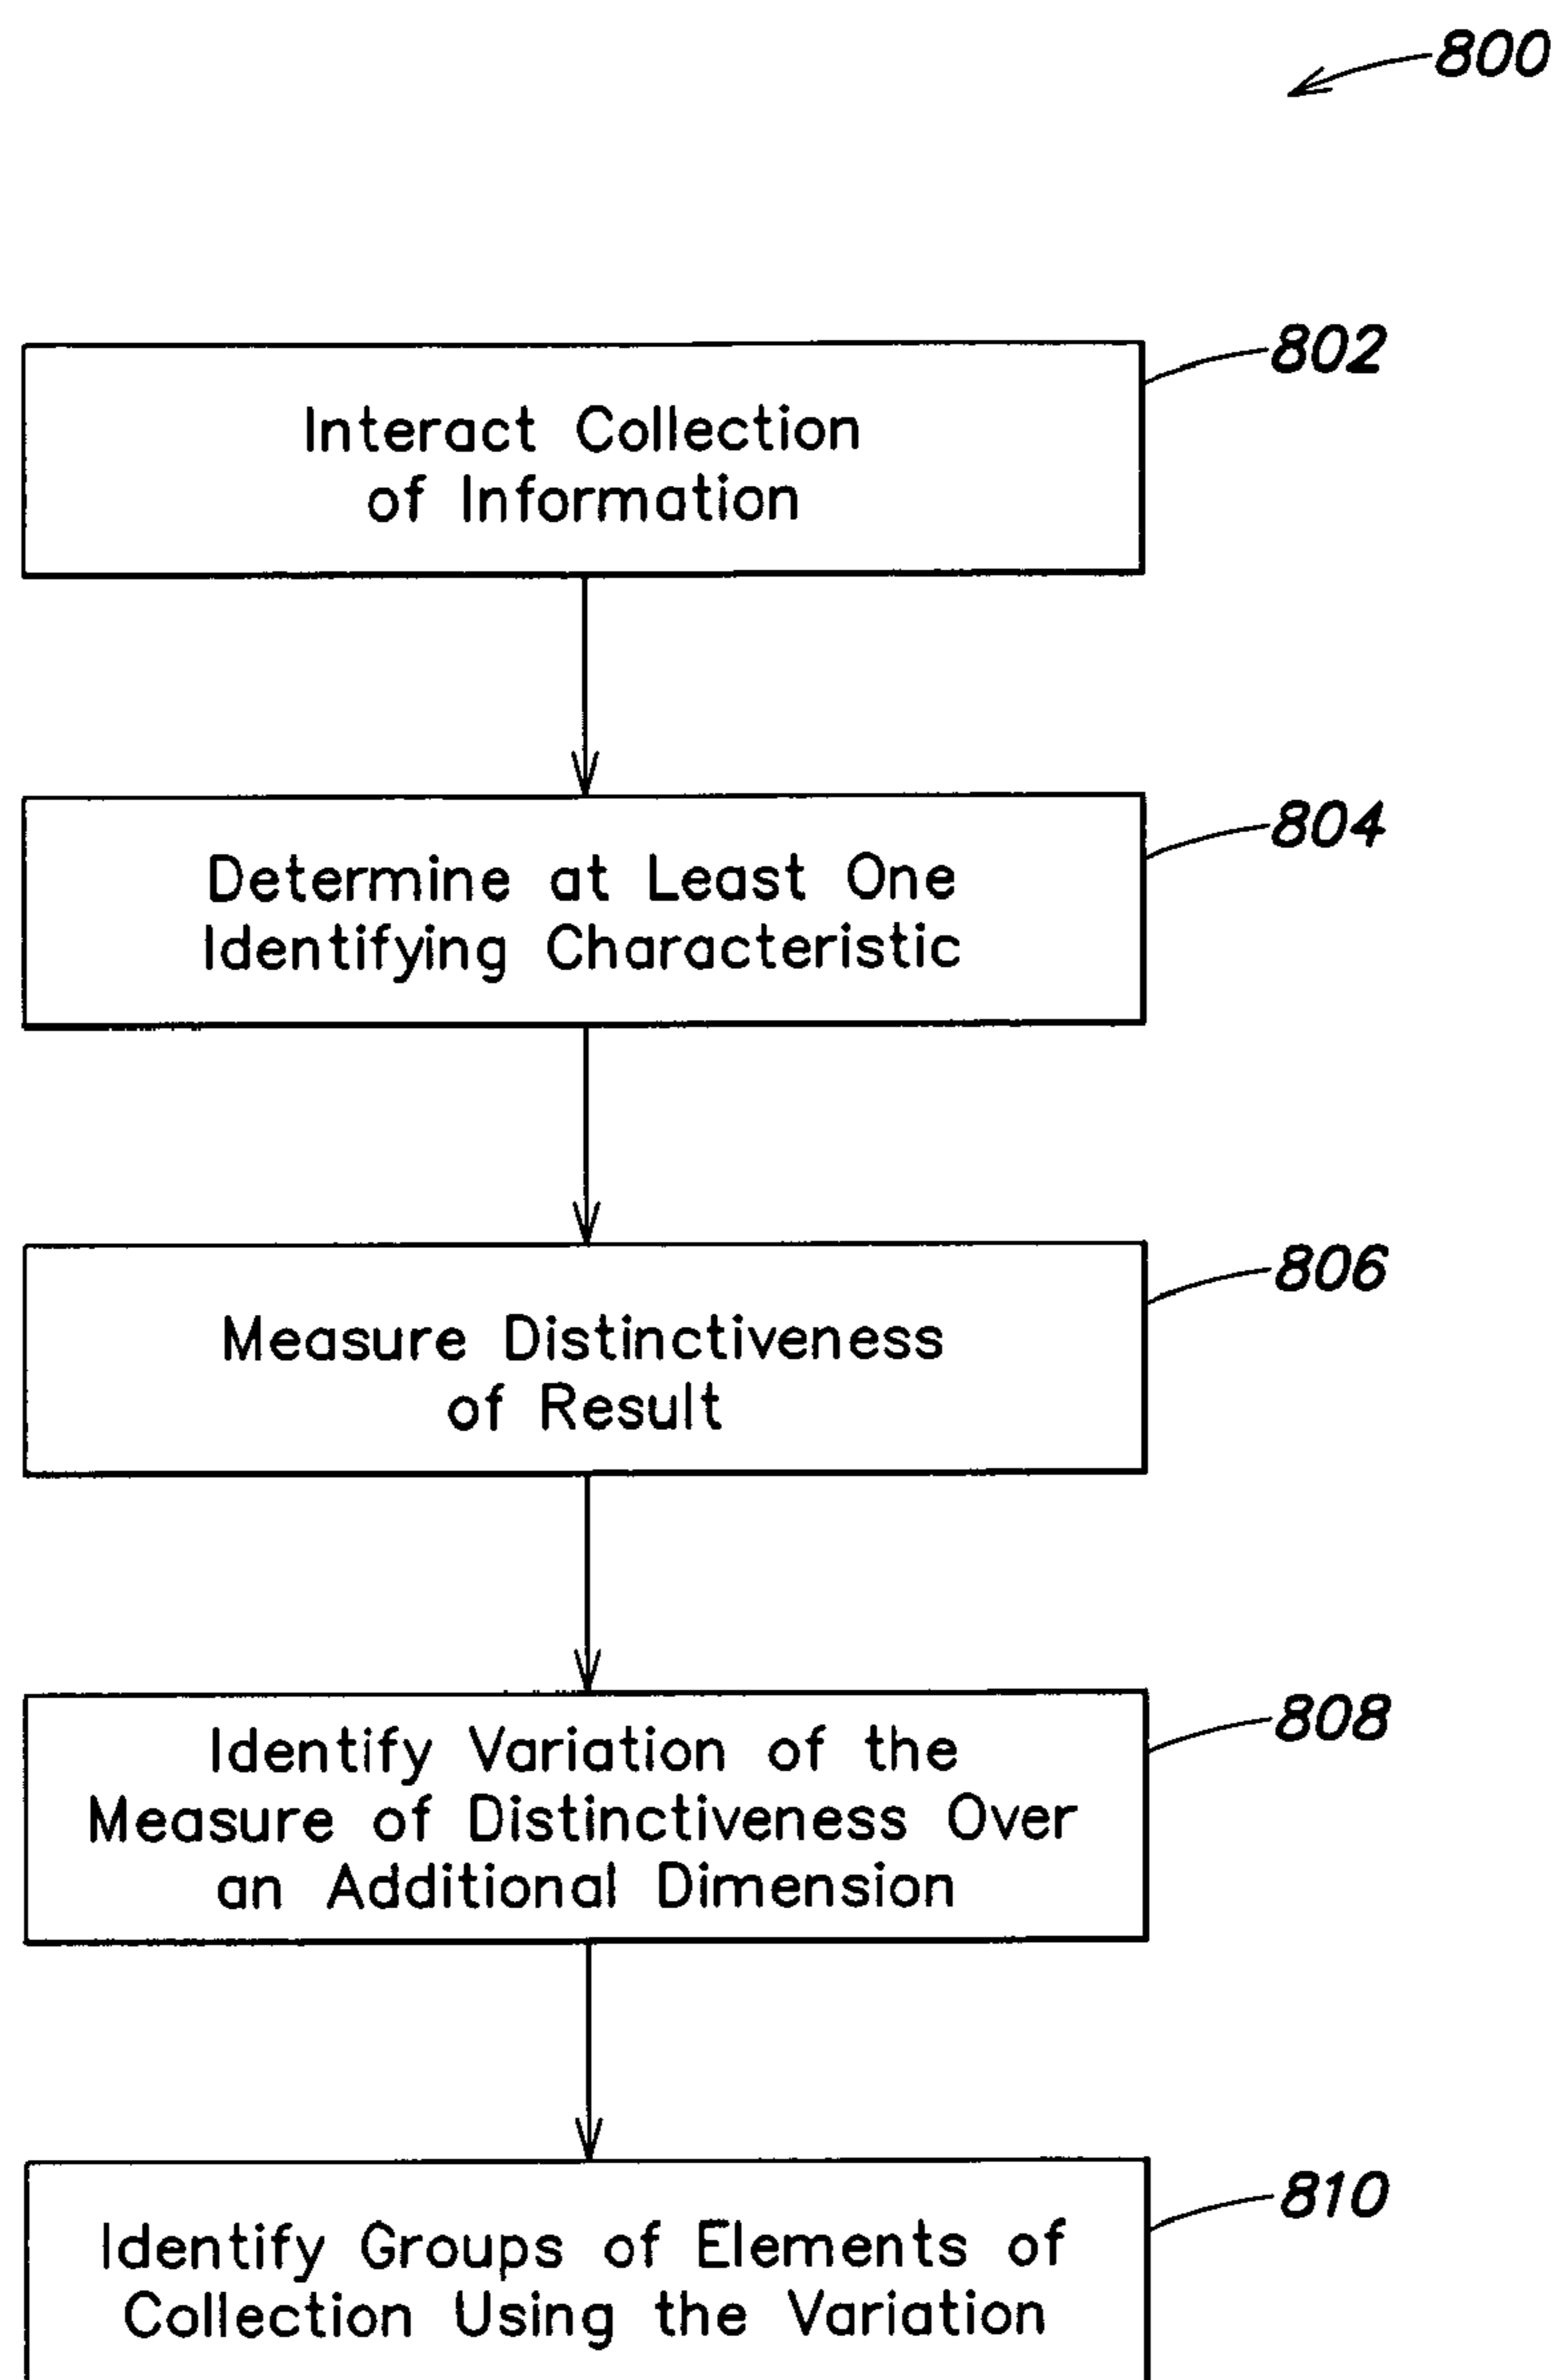 800
802
Interact Collection
of Information
804
Determine at Least One
Identifying Characteristic
806
Measure Distinctiveness
of Result
808
Identify Variation of the
Measure of Distinctiveness Over
an Additional Dimension
810
Identify Groups of Elements of
Collection Using the Variation